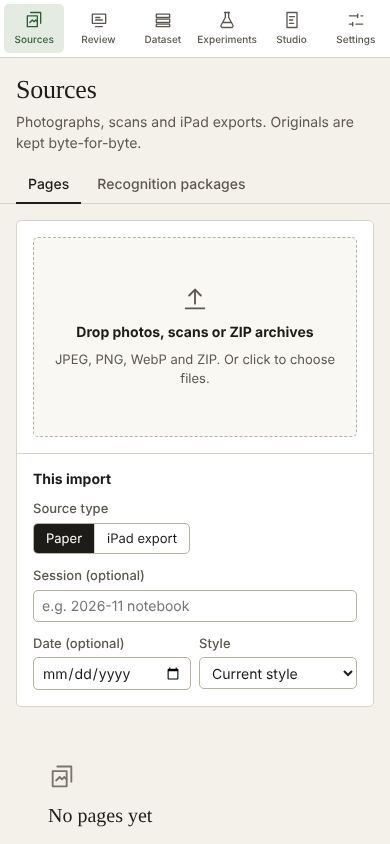 Sources
Review
Dataset
Experiments
Studio
Settings
Sources
Photographs, scans and iPad exports. Originals are
kept byte-for-byte.
Pages
Recognition packages
Drop photos, scans or ZIP archives
JPEG, PNG, WebP and ZIP. Or click to choose
files.
This import
Source type
Paper
iPad export
Session (optional)
e.g. 2026-11 notebook
Date (optional)
Style
mm/dd/yyyy
Current style
No pages yet